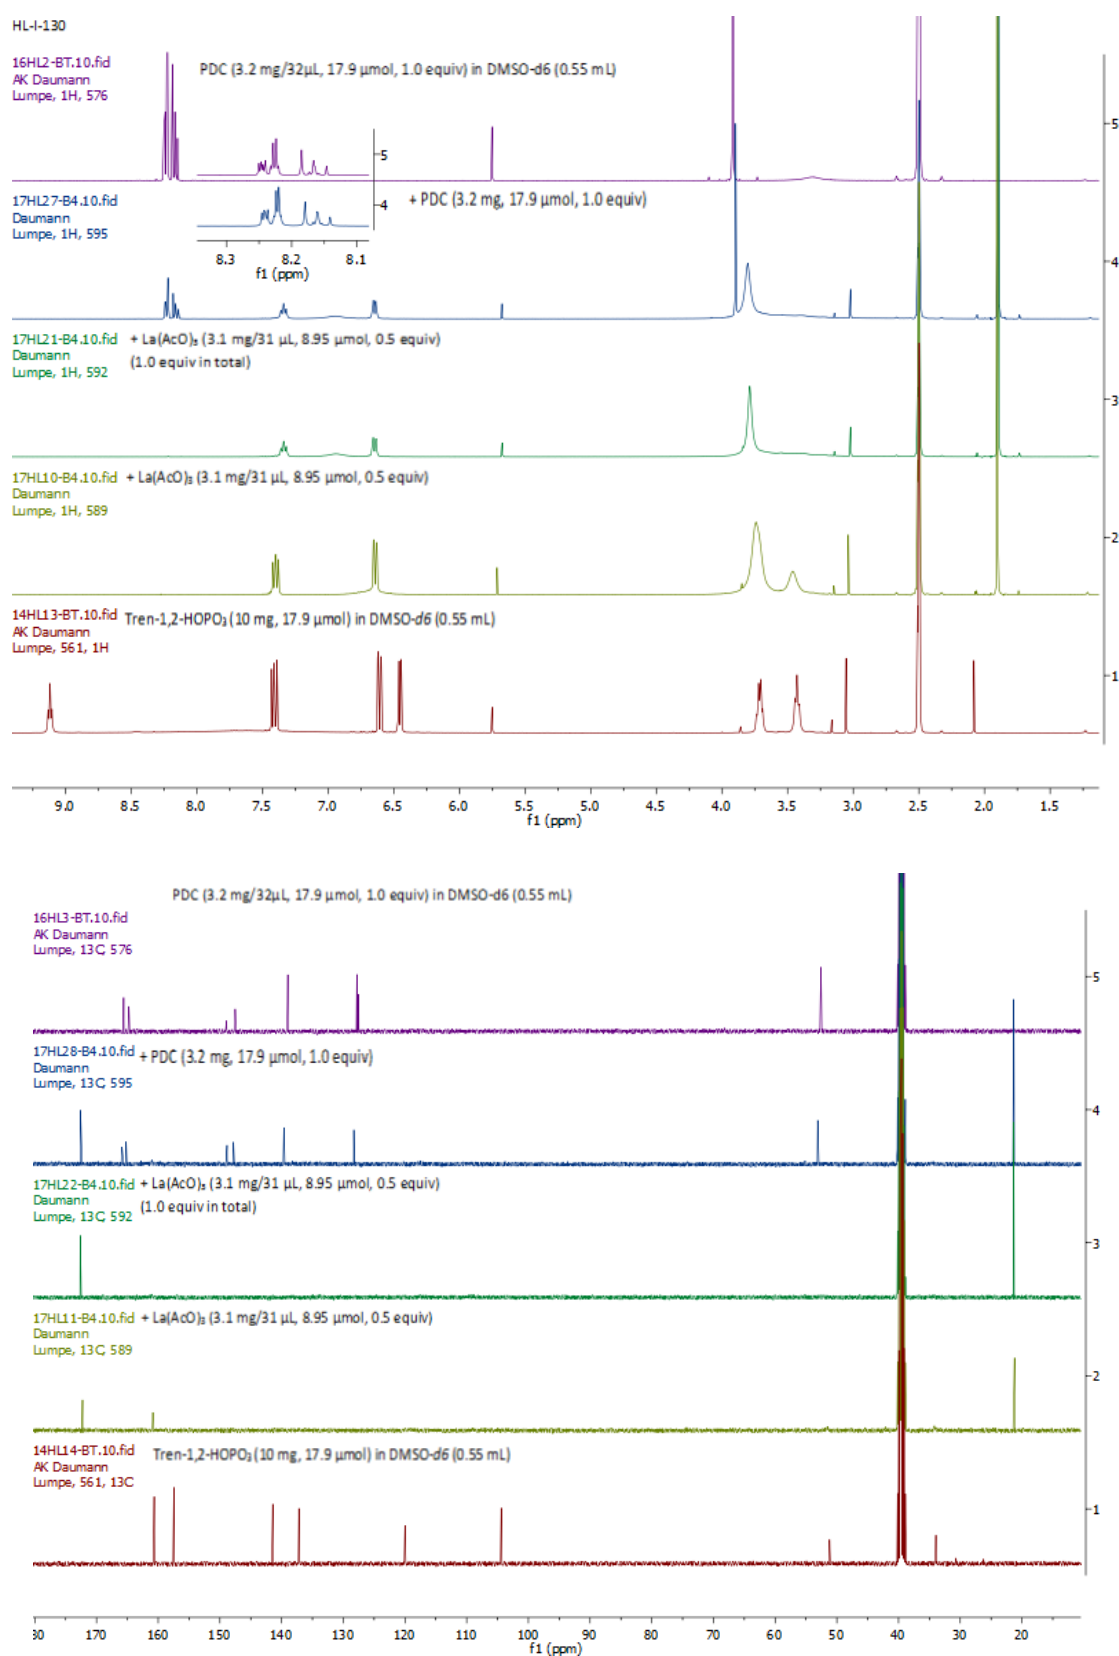 HL-I-130
16HL2-BT.10.fid
AK Daumann
Lumpe, 1H, 576
PDC (3.2 mg/32µL, 17.9 µmol, 1.0 equiv) in DMSO-d6 (0.55 mL)
5
5
4
8.3 8.2 8.1
f1 (ppm)
17HL27-B4.10.fid
Daumann
Lumpe, 1H, 595
+ PDC (3.2 mg, 17.9 µmol, 1.0 equiv)
4
17HL21-B4.10.fid + La(AcO)₃ (3.1 mg/31 µL, 8.95 µmol, 0.5 equiv)
Daumann (1.0 equiv in total)
Lumpe, 1H, 592
3
17HL10-B4.10.fid + La(AcO)₃ (3.1 mg/31 µL, 8.95 µmol, 0.5 equiv)
Daumann
Lumpe, 1H, 589
2
14HL13-BT.10.fid Tren-1,2-HOPO₃ (10 mg, 17.9 µmol) in DMSO-d6 (0.55 mL)
AK Daumann
Lumpe, 561, 1H
1
9.0 8.5 8.0 7.5 7.0 6.5 6.0 5.5 5.0 4.5 4.0 3.5 3.0 2.5 2.0 1.5
f1 (ppm)
PDC (3.2 mg/32µL, 17.9 µmol, 1.0 equiv) in DMSO-d6 (0.55 mL)
16HL3-BT.10.fid
AK Daumann
Lumpe, 13C, 576
5
17HL28-B4.10.fid + PDC (3.2 mg, 17.9 µmol, 1.0 equiv)
Daumann
Lumpe, 13C, 595
4
17HL22-B4.10.fid + La(AcO)₃ (3.1 mg/31 µL, 8.95 µmol, 0.5 equiv)
Daumann (1.0 equiv in total)
Lumpe, 13C, 592
3
17HL11-B4.10.fid + La(AcO)₃ (3.1 mg/31 µL, 8.95 µmol, 0.5 equiv)
Daumann
Lumpe, 13C, 589
2
14HL14-BT.10.fid Tren-1,2-HOPO₃ (10 mg, 17.9 µmol) in DMSO-d6 (0.55 mL)
AK Daumann
Lumpe, 561, 13C
1
80 170 160 150 140 130 120 110 100 90 80 70 60 50 40 30 20
f1 (ppm)